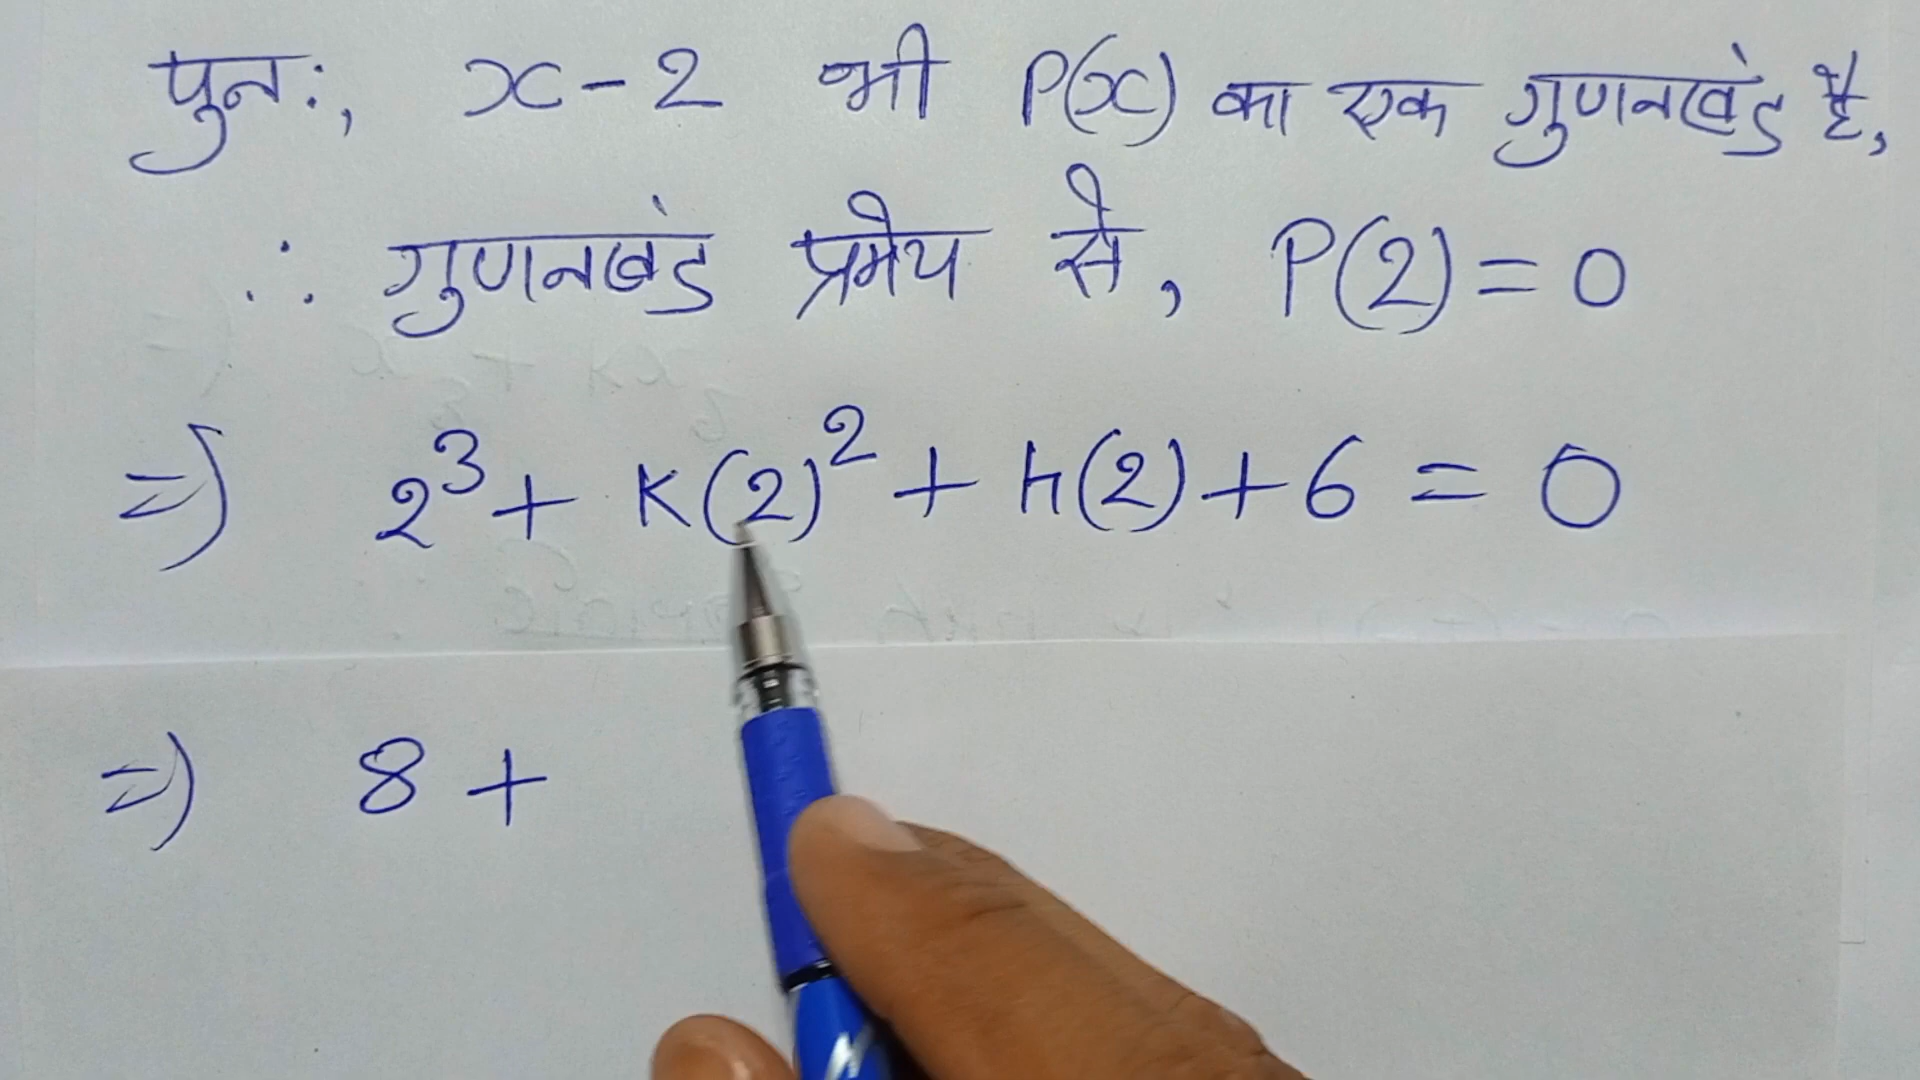 पुनः, x - 2 भी P(x) का एक गुणनखंड है,
∴ गुणनखंड प्रमेय से, P(2) = 0
⇒ 2³ + K(2)² + h(2) + 6 = 0
⇒ 8 +